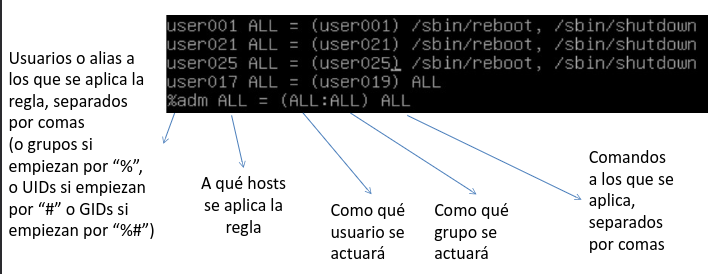 user001 ALL = (user001) /sbin/reboot, /sbin/shutdown
user021 ALL = (user021) /sbin/reboot, /sbin/shutdown
user025 ALL = (user025) /sbin/reboot, /sbin/shutdown
user017 ALL = (user019) ALL
%adm ALL = (ALL:ALL) ALL
Usuarios o alias a
los que se aplica la
regla, separados
por comas
(o grupos si
empiezan por “%”,
o UIDs si empiezan
por “#” o GIDs si
empiezan por “%#”)
A qué hosts
se aplica la
regla
Como qué
usuario se
actuará
Como qué
grupo se
actuará
Comandos
a los que se
aplica,
separados
por comas